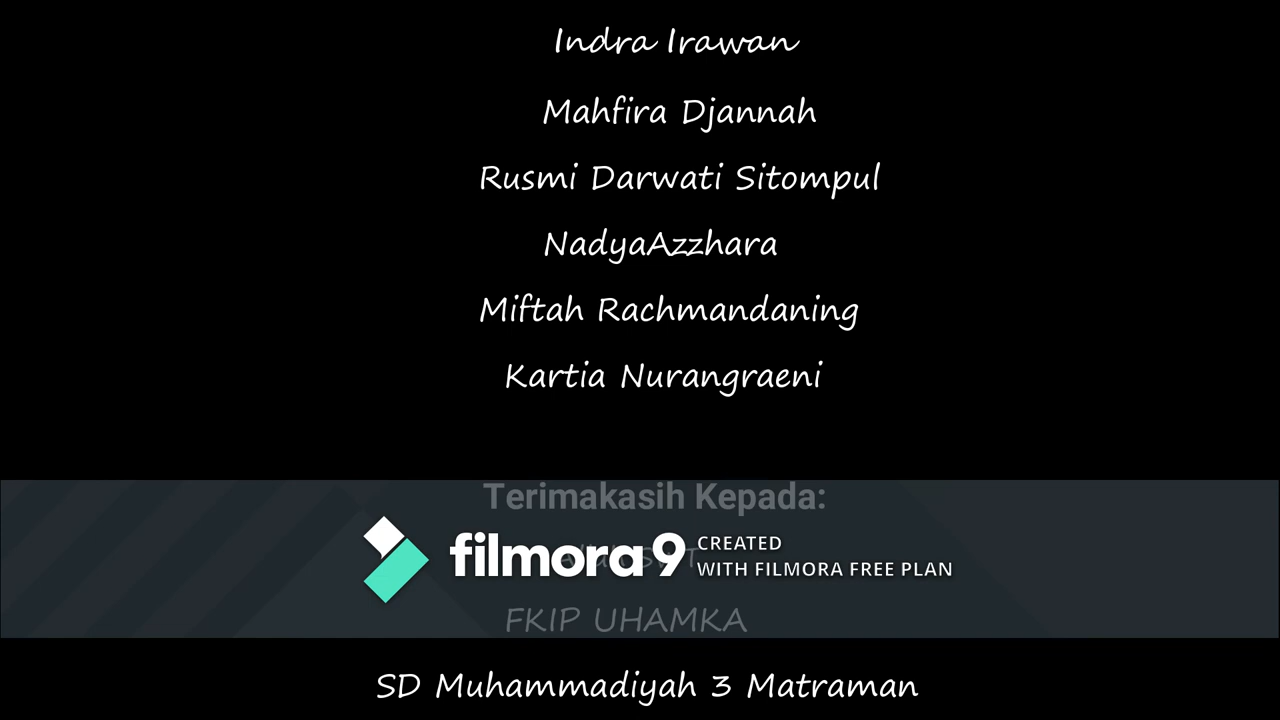 Indra Irawan
Mahfira Djannah
Rusmi Darwati Sitompul
NadyaAzzhara
Miftah Rachmandaning
Kartia Nurangraeni
Terimakasih Kepada:
filmora9 CREATED
WITH FILMORA FREE PLAN
FKIP UHAMKA
SD Muhammadiyah 3 Matraman